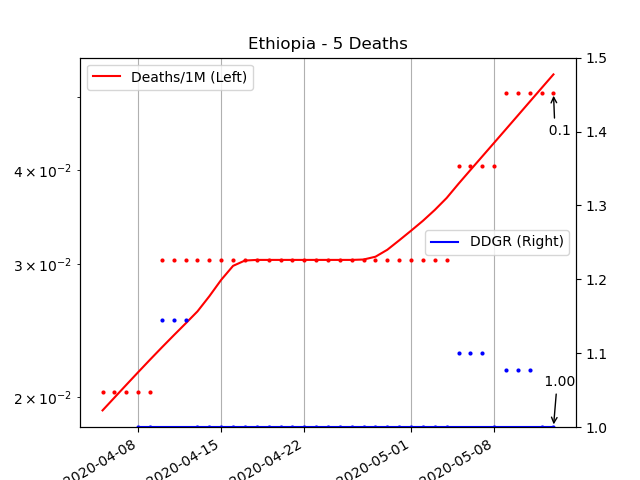 Ethiopia - 5 Deaths
Deaths/1M (Left)
DDGR (Right)
4 × 10⁻²
3 × 10⁻²
2 × 10⁻²
1.5
1.4
1.3
1.2
1.1
1.0
0.1
1.00
2020-04-08
2020-04-15
2020-04-22
2020-05-01
2020-05-08